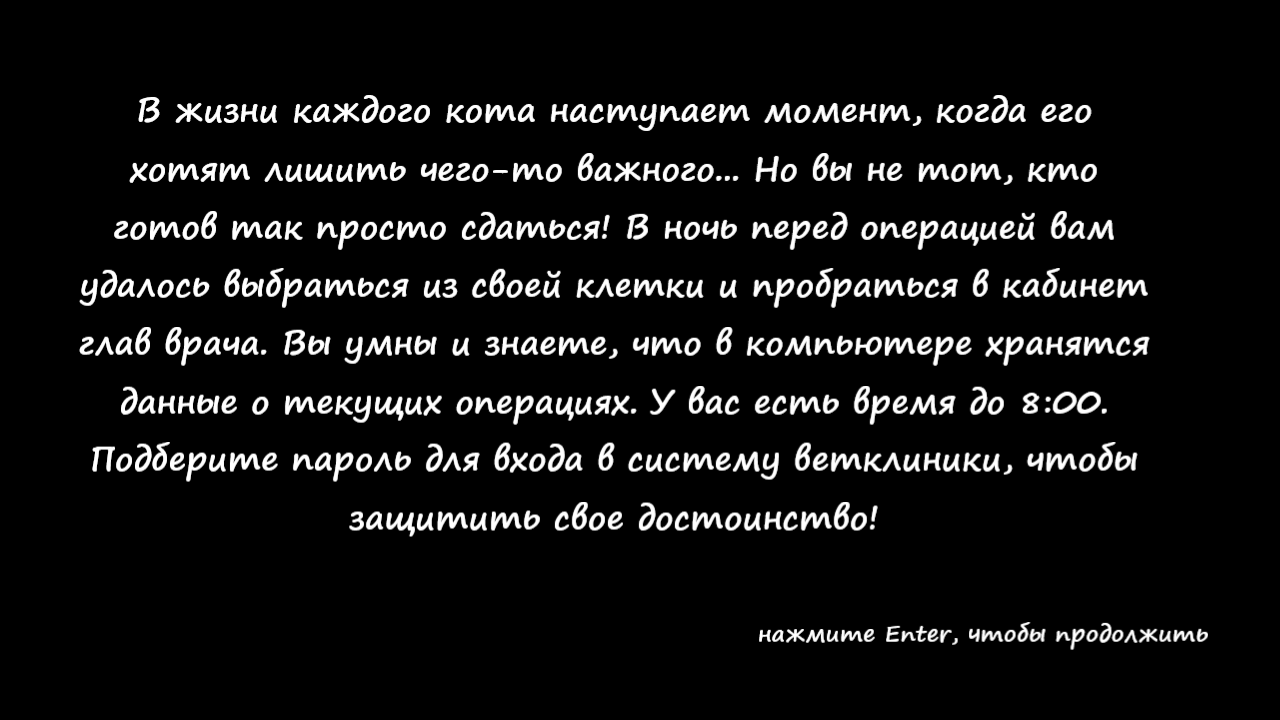 В жизни каждого кота наступает момент, когда его
хотят лишить чего-то важного... Но вы не тот, кто
готов так просто сдаться! В ночь перед операцией вам
удалось выбраться из своей клетки и пробраться в кабинет
глав врача. Вы умны и знаете, что в компьютере хранятся
данные о текущих операциях. У вас есть время до 8:00.
Подберите пароль для входа в систему ветклиники, чтобы
защитить свое достоинство!
нажмите Enter, чтобы продолжить